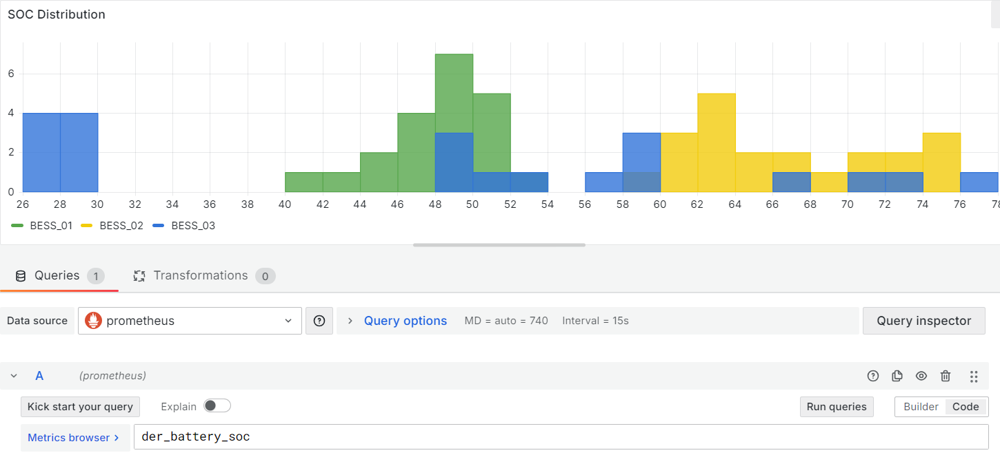 SOC Distribution
6
4
2
0
26 28 30 32 34 36 38 40 42 44 46 48 50 52 54 56 58 60 62 64 66 68 70 72 74 76
BESS_01 BESS_02 BESS_03
Queries 1 Transformations 0
Data source prometheus Query options MD = auto = 740 Interval = 15s Query inspector
A (prometheus)
Kick start your query Explain Run queries Builder Code
Metrics browser > der_battery_soc